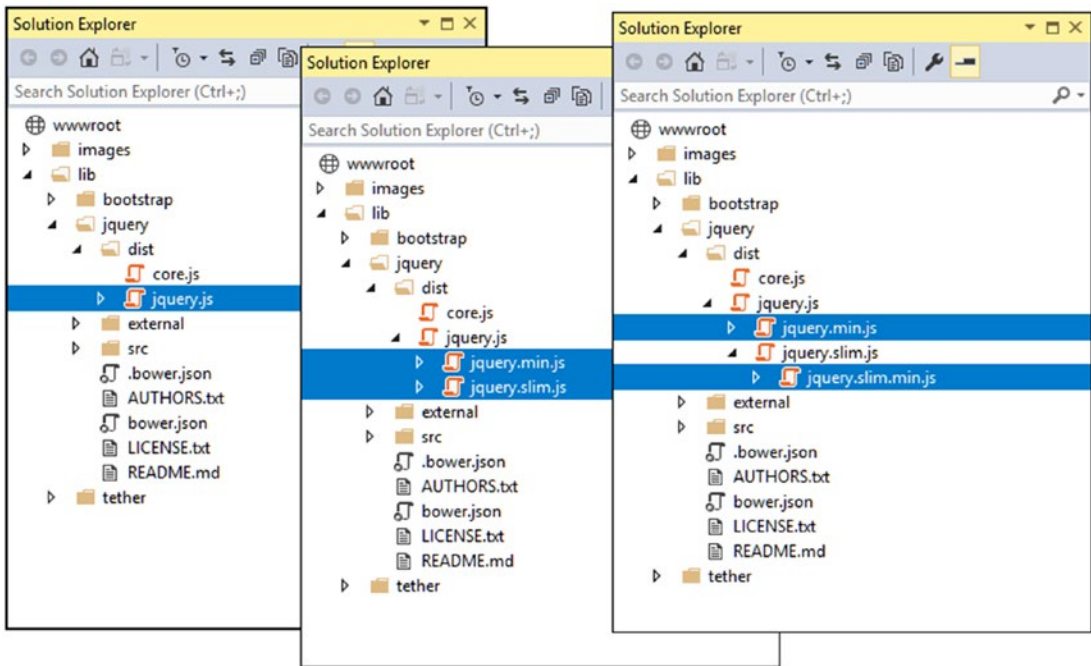 Solution Explorer
Search Solution Explorer (Ctrl+;)
wwwroot
images
lib
bootstrap
jquery
dist
core.js
jquery.js
external
src
.bower.json
AUTHORS.txt
bower.json
LICENSE.txt
README.md
tether
Solution Explorer
Search Solution Explorer (Ctrl+;)
wwwroot
images
lib
bootstrap
jquery
dist
core.js
jquery.js
jquery.min.js
jquery.slim.js
external
src
.bower.json
AUTHORS.txt
bower.json
LICENSE.txt
README.md
tether
Solution Explorer
Search Solution Explorer (Ctrl+;)
wwwroot
images
lib
bootstrap
jquery
dist
core.js
jquery.js
jquery.min.js
jquery.slim.js
jquery.slim.min.js
external
src
.bower.json
AUTHORS.txt
bower.json
LICENSE.txt
README.md
tether